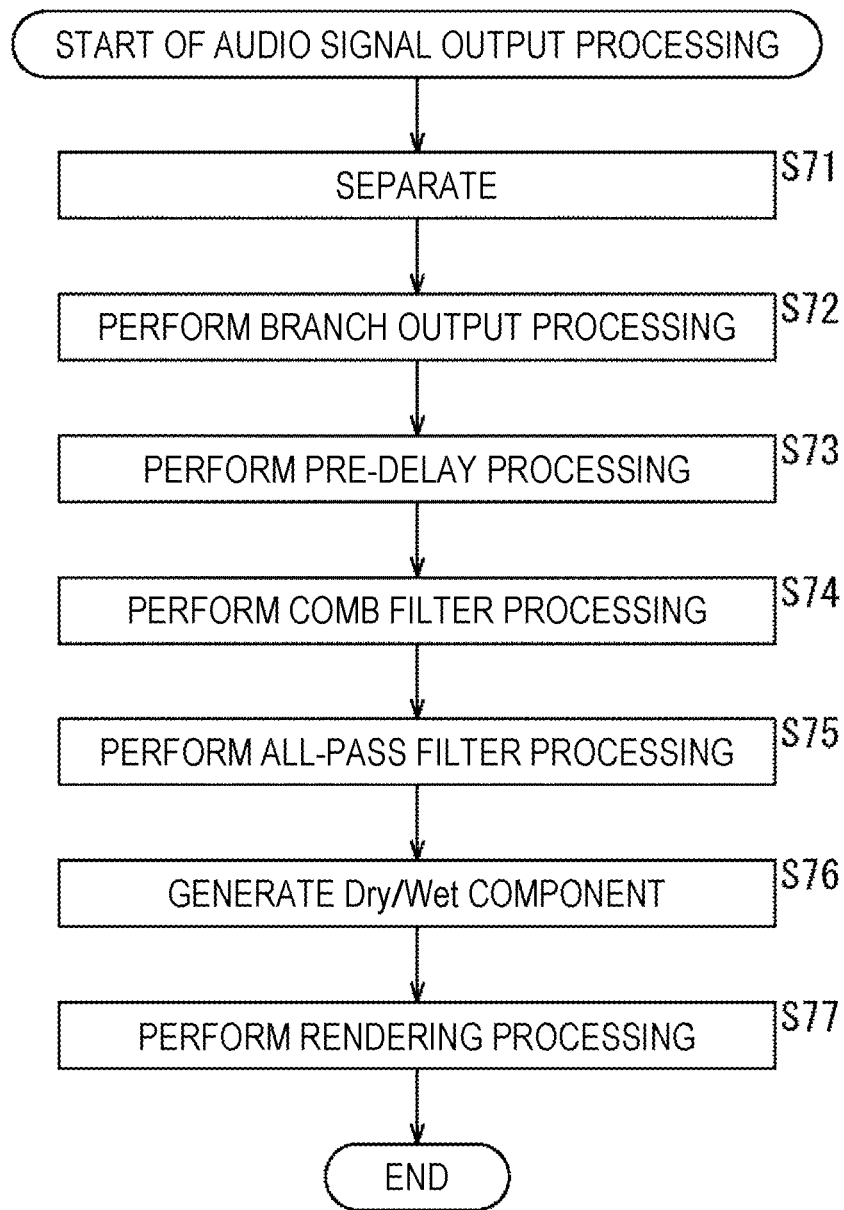 START OF AUDIO SIGNAL OUTPUT PROCESSING
S71
SEPARATE
S72
PERFORM BRANCH OUTPUT PROCESSING
S73
PERFORM PRE-DELAY PROCESSING
S74
PERFORM COMB FILTER PROCESSING
S75
PERFORM ALL-PASS FILTER PROCESSING
S76
GENERATE Dry/Wet COMPONENT
S77
PERFORM RENDERING PROCESSING
END